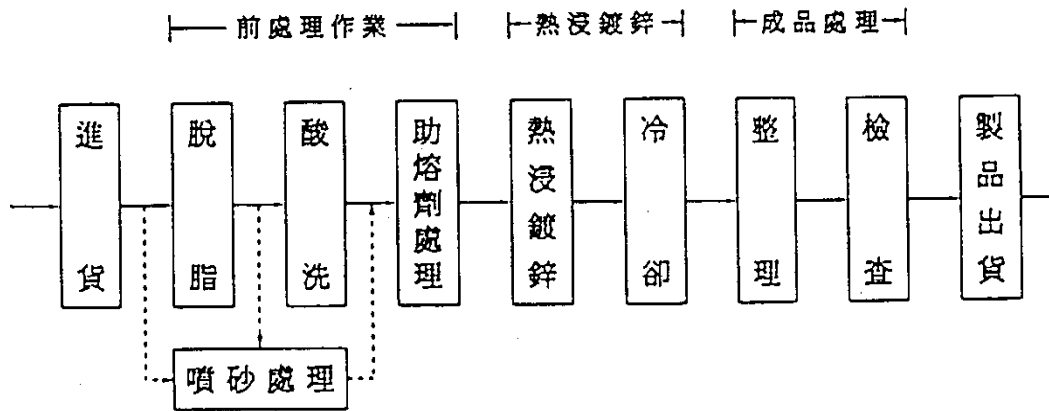 前處理作業
熱浸鍍鋅
成品處理
進貨
脫脂
酸洗
助熔劑處理
熱浸鍍鋅
冷卻
整理
檢查
製品出貨
噴砂處理